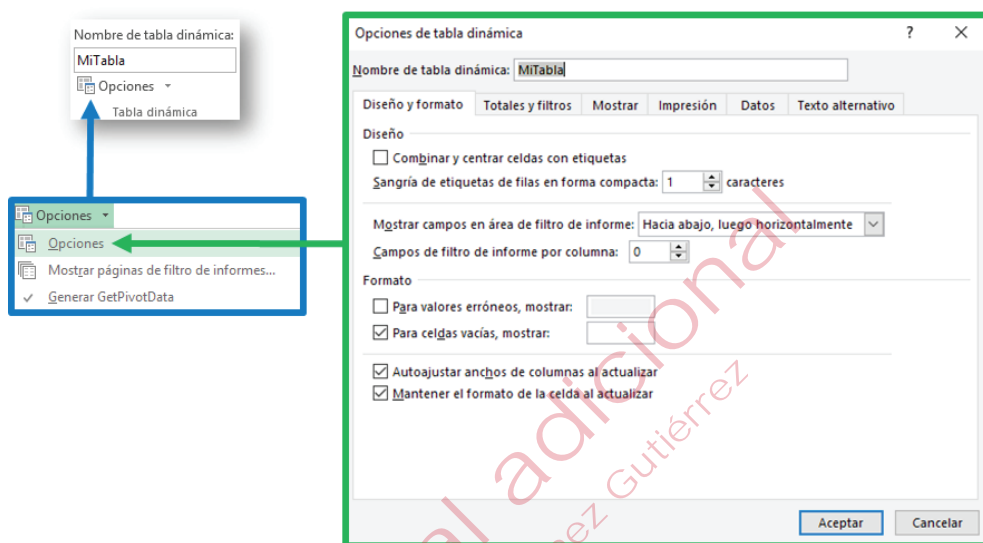 Nombre de tabla dinámica:
MiTabla
Opciones
Tabla dinámica
Opciones
Opciones
Mostrar páginas de filtro de informes...
Generar GetPivotData
Opciones de tabla dinámica ? X
Nombre de tabla dinámica: MiTabla
Diseño y formato Totales y filtros Mostrar Impresión Datos Texto alternativo
Diseño
Combinar y centrar celdas con etiquetas
Sangría de etiquetas de filas en forma compacta: 1 caracteres
Mostrar campos en área de filtro de informe: Hacia abajo, luego horizontalmente
Campos de filtro de informe por columna: 0
Formato
Para valores erróneos, mostrar:
Para celdas vacías, mostrar:
Autoajustar anchos de columnas al actualizar
Mantener el formato de la celda al actualizar
Aceptar Cancelar
adicional
Gutiérrez